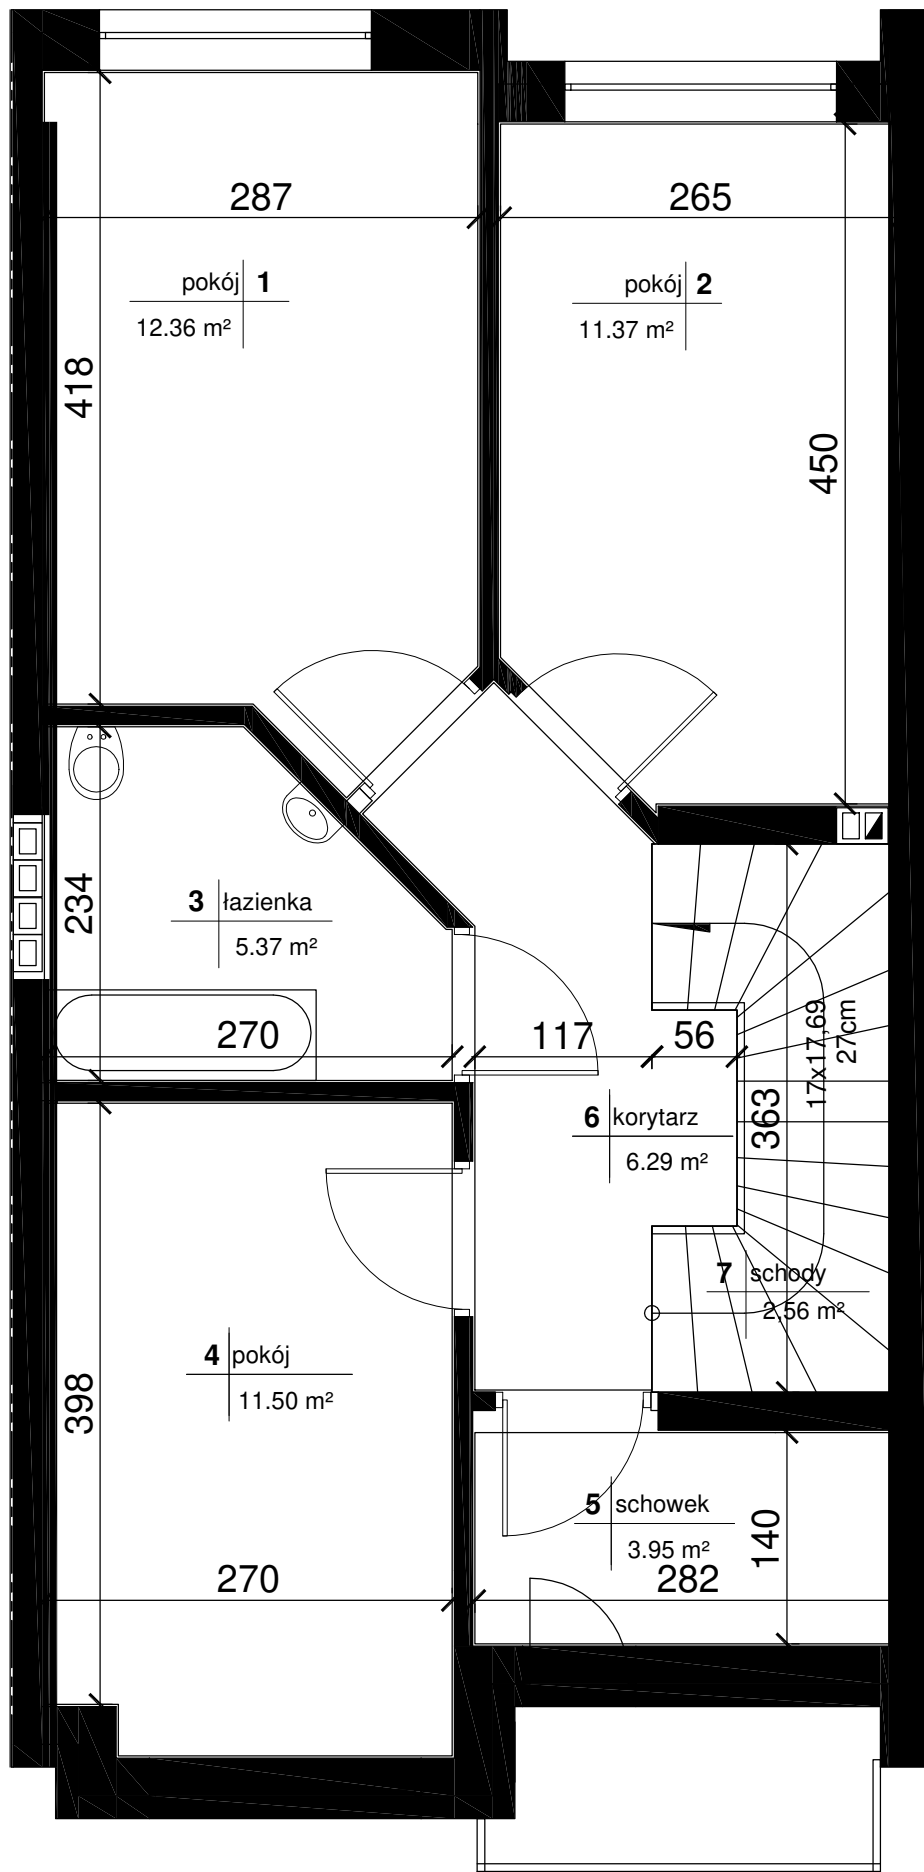 287
265
pokój 1
12.36 m²
pokój 2
11.37 m²
418
450
3 łazienka
5.37 m²
234
270
117
56
17x17,69
27cm
363
6 korytarz
6.29 m²
7 schody
2,56 m²
4 pokój
11.50 m²
398
5 schowek
3.95 m²
140
270
282